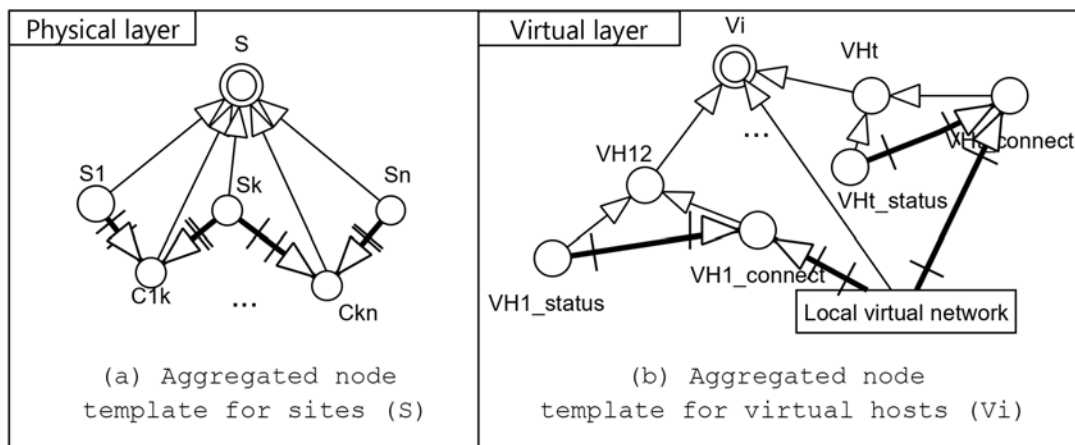 Physical layer
S
S1
Sk
Sn
C1k
...
Ckn
(a) Aggregated node
template for sites (S)
Virtual layer
Vi
VHt
...
VH12
VHt_status
VH1_connect
VH1_status
Local virtual network
(b) Aggregated node
template for virtual hosts (Vi)